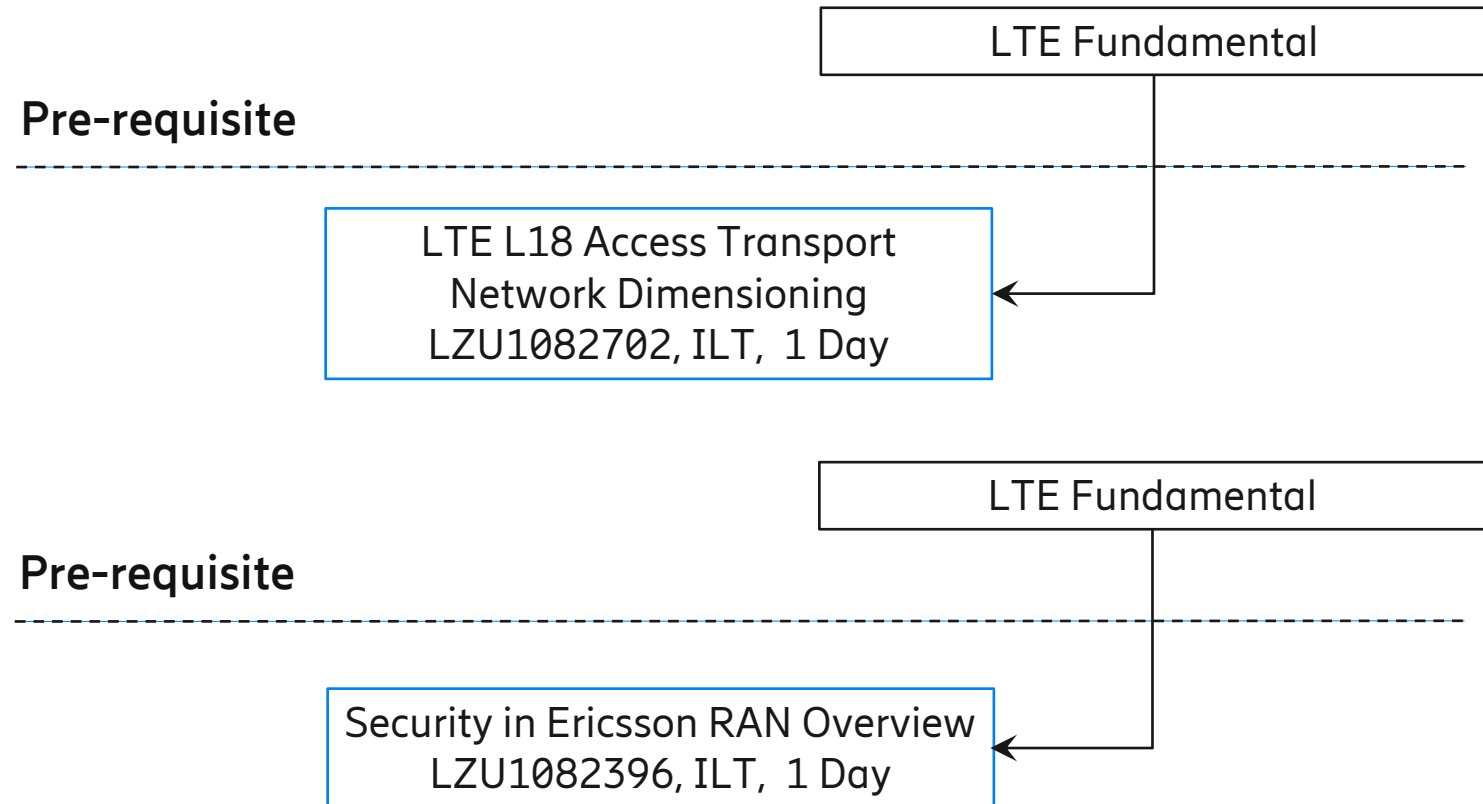 LTE Fundamental
Pre-requisite
LTE L18 Access Transport
Network Dimensioning
LZU1082702, ILT, 1 Day
LTE Fundamental
Pre-requisite
Security in Ericsson RAN Overview
LZU1082396, ILT, 1 Day